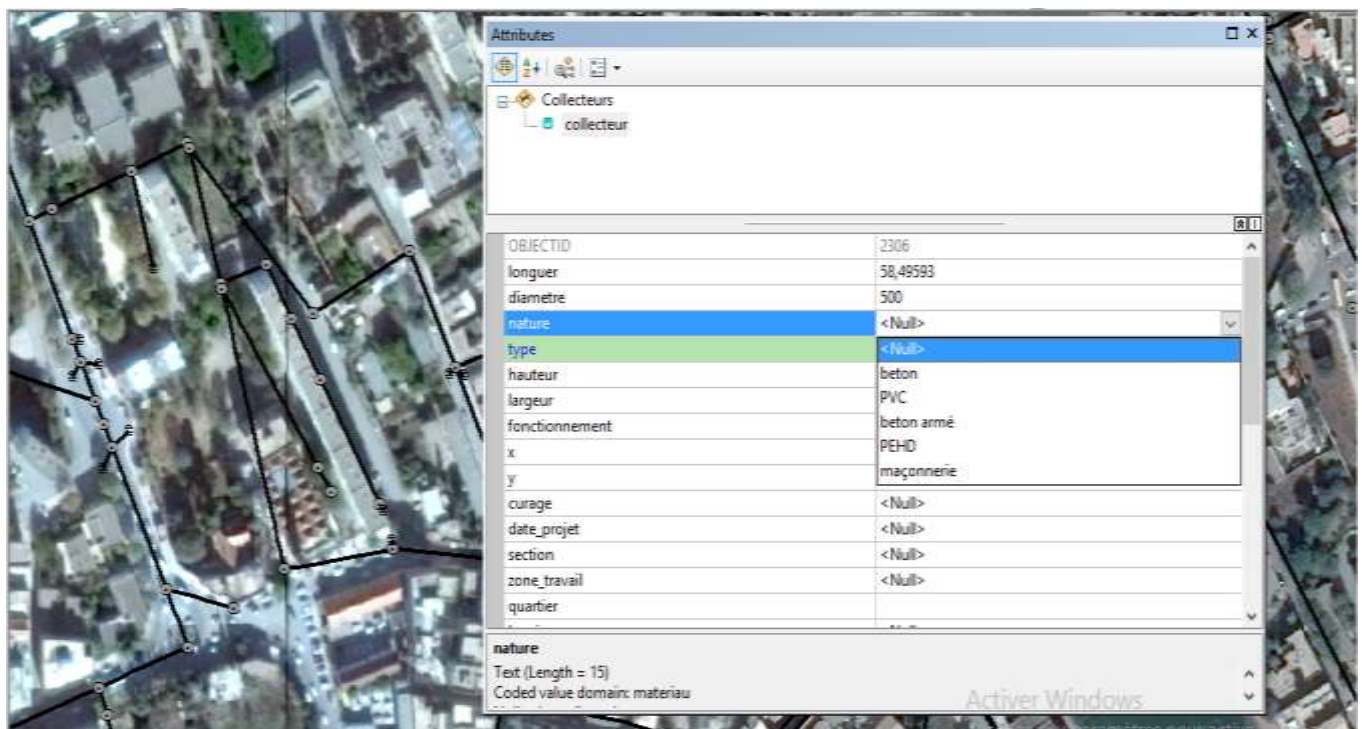 Attributes
Collecteurs
collecteur
OBJECTID 2306
longuer 58,49593
diametre 500
nature <Null>
type <Null>
hauteur beton
largeur PVC
fonctionnement beton armé
x PEHD
y maçonnerie
curage <Null>
date_projet <Null>
section <Null>
zone_travail <Null>
quartier
nature
Text (Length = 15)
Coded value domain: materiau
Activer Windows